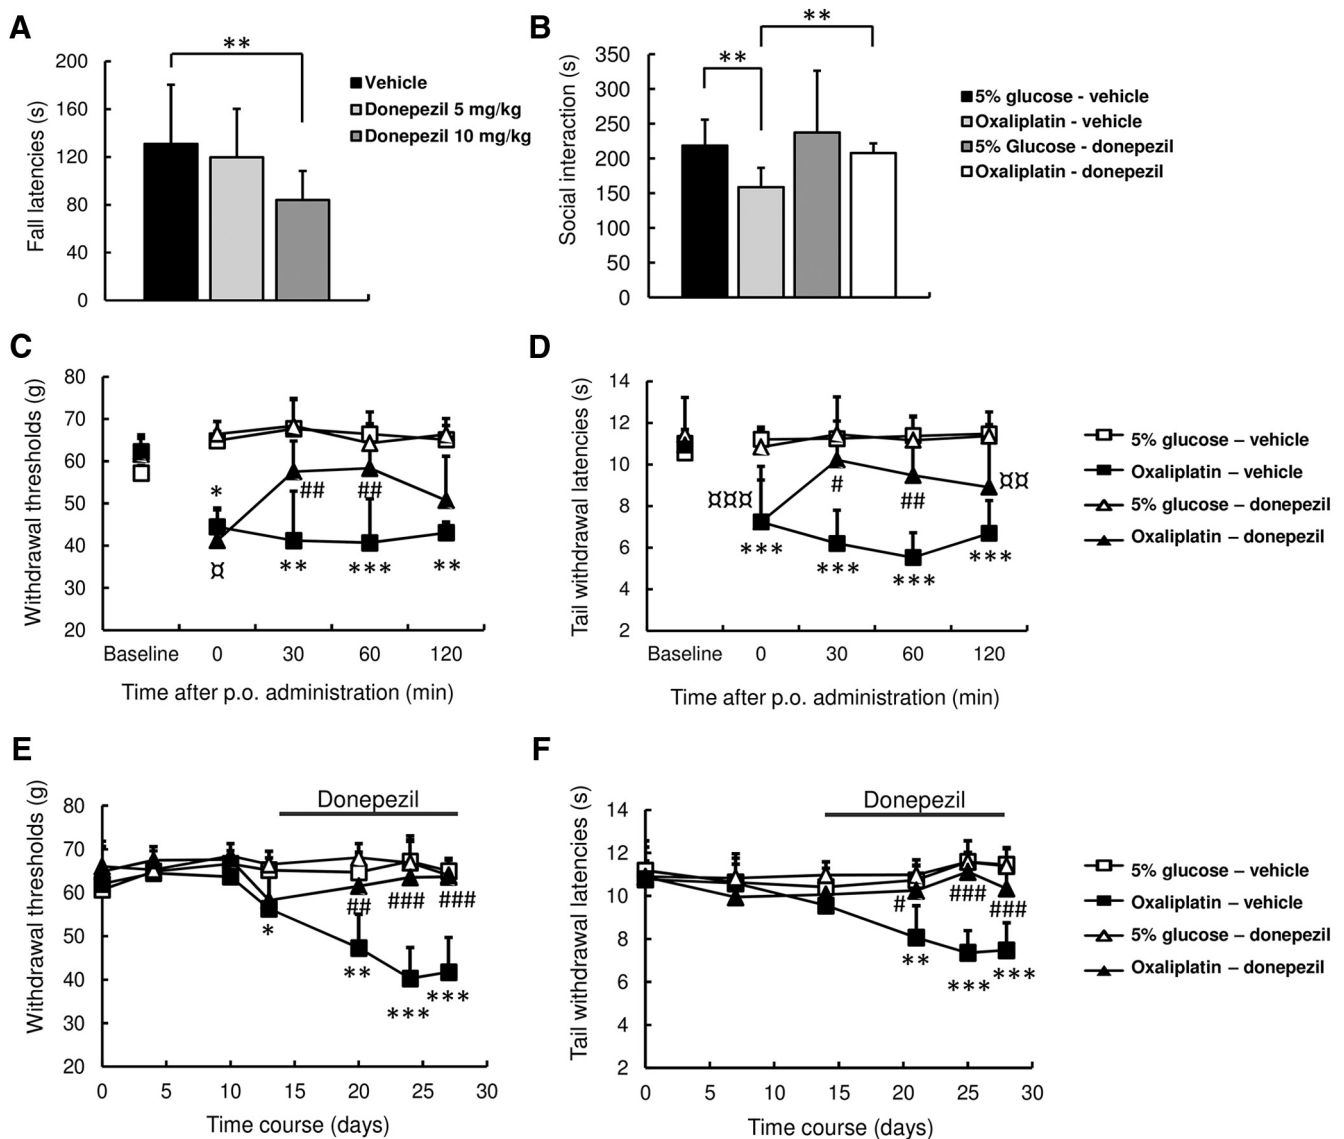 A
Fall latencies (s)
200
160
120
80
40
0
**
Vehicle
Donepezil 5 mg/kg
Donepezil 10 mg/kg
B
Social interaction (s)
350
300
250
200
150
100
50
0
**
**
5% glucose - vehicle
Oxaliplatin - vehicle
5% Glucose - donepezil
Oxaliplatin - donepezil
C
Withdrawal thresholds (g)
80
70
60
50
40
30
20
*
¤
##
##
**
***
**
Baseline 0 30 60 120
Time after p.o. administration (min)
D
Tail withdrawal latencies (s)
14
12
10
8
6
4
2
¤¤¤
#
##
¤¤
***
***
***
***
Baseline 0 30 60 120
Time after p.o. administration (min)
5% glucose – vehicle
Oxaliplatin – vehicle
5% glucose – donepezil
Oxaliplatin – donepezil
E
Withdrawal thresholds (g)
80
70
60
50
40
30
20
Donepezil
## ### ###
*
**
***
***
0 5 10 15 20 25 30
Time course (days)
F
Tail withdrawal latencies (s)
14
12
10
8
6
4
2
Donepezil
# ### ###
**
***
***
0 5 10 15 20 25 30
Time course (days)
5% glucose – vehicle
Oxaliplatin – vehicle
5% glucose – donepezil
Oxaliplatin – donepezil